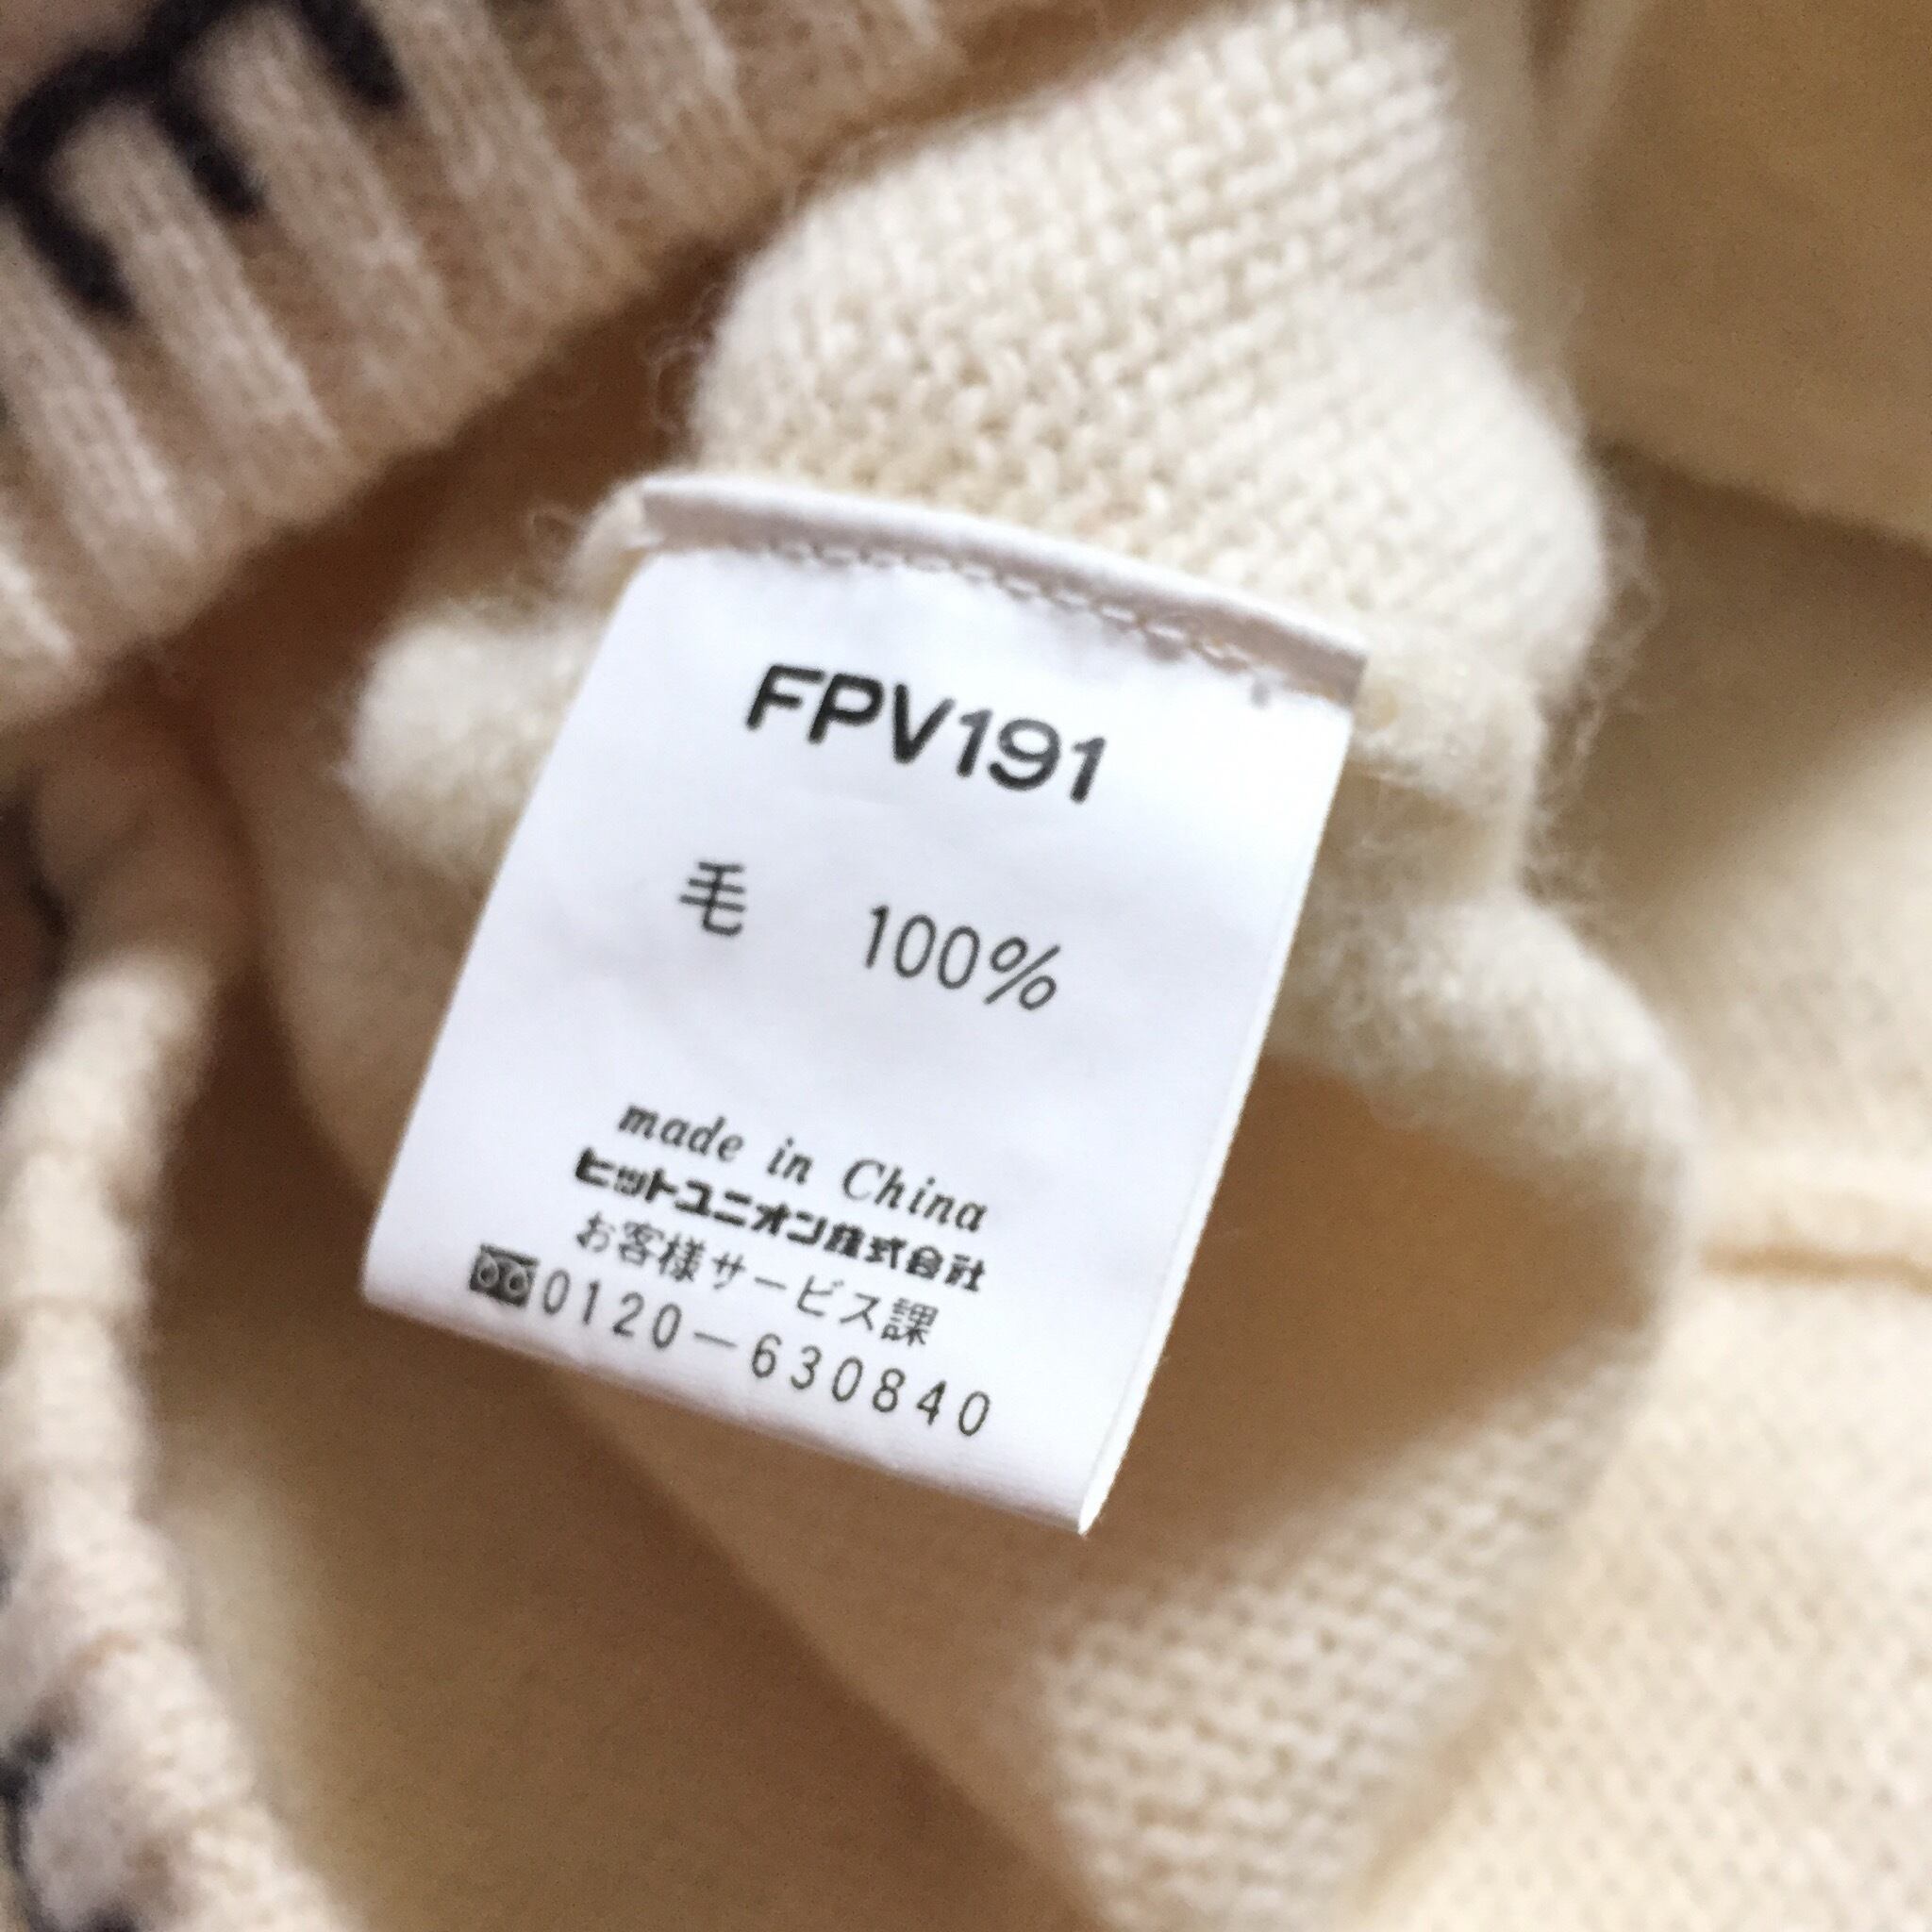 FPV191
毛 100%
made in China
ヒットユニオン株式会社
お客様サービス課
0120-630840